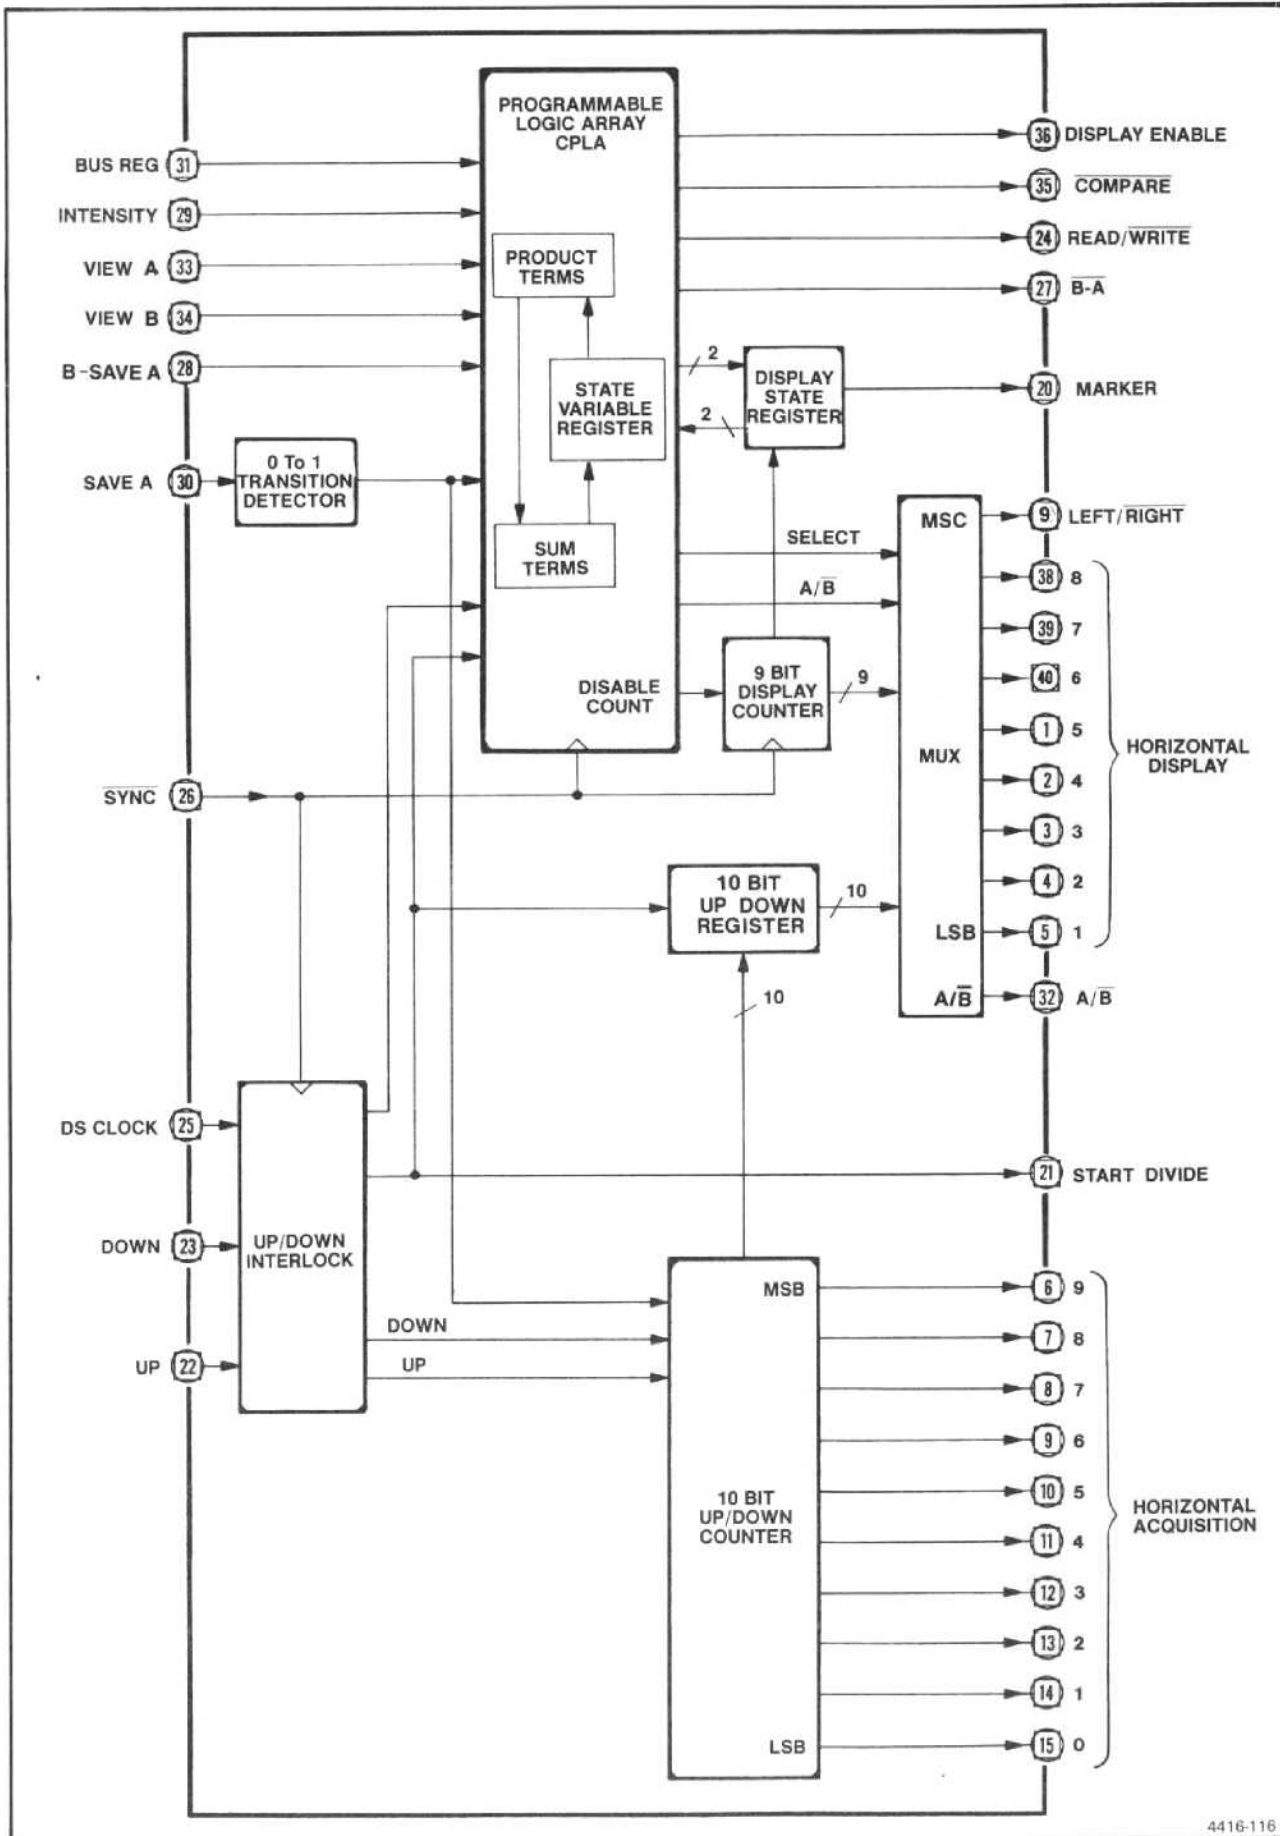 PROGRAMMABLE
LOGIC ARRAY
CPLA
BUS REG 31
INTENSITY 29
VIEW A 33
VIEW B 34
B-SAVE A 28
SAVE A 30
0 To 1
TRANSITION
DETECTOR
PRODUCT
TERMS
STATE
VARIABLE
REGISTER
SUM
TERMS
DISABLE
COUNT
36 DISPLAY ENABLE
35 COMPARE
24 READ/WRITE
27 B-A
2
2
DISPLAY
STATE
REGISTER
20 MARKER
SELECT
A/B
9 BIT
DISPLAY
COUNTER
9
MSC
MUX
LSB
A/B
9 LEFT/RIGHT
38 8
39 7
40 6
1 5
2 4
3 3
4 2
5 1
HORIZONTAL
DISPLAY
32 A/B
SYNC 26
10 BIT
UP DOWN
REGISTER
10
10
DS CLOCK 25
DOWN 23
UP 22
UP/DOWN
INTERLOCK
DOWN
UP
21 START DIVIDE
MSB
10 BIT
UP/DOWN
COUNTER
LSB
6 9
7 8
8 7
9 6
10 5
11 4
12 3
13 2
14 1
15 0
HORIZONTAL
ACQUISITION
4416-116